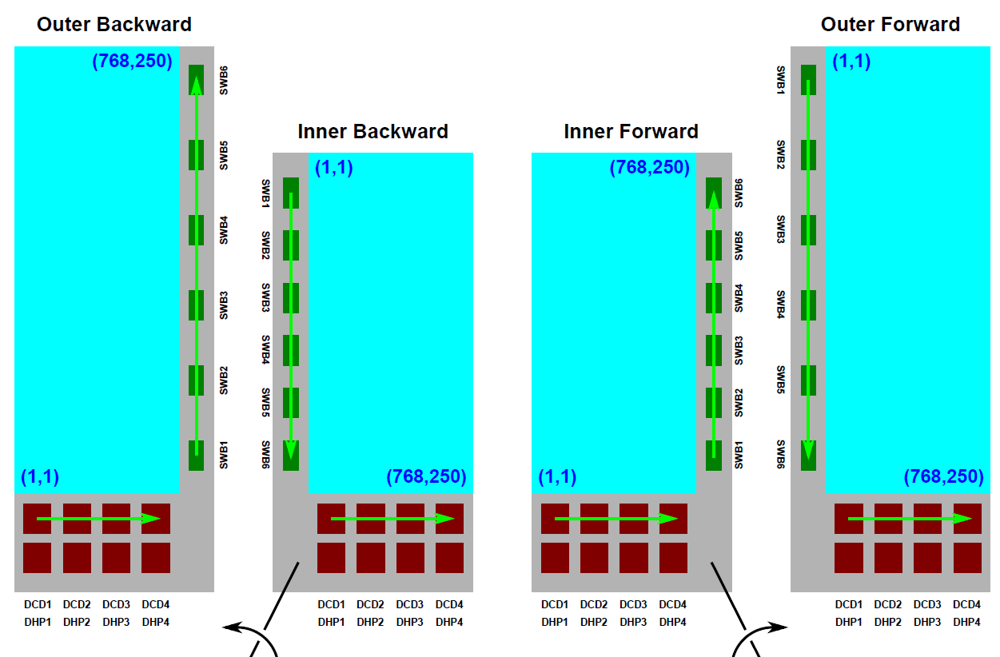 Outer Backward
(768,250)
SWB6
SWB5
SWB4
SWB3
SWB2
SWB1
(1,1)
DCD1 DCD2 DCD3 DCD4
DHP1 DHP2 DHP3 DHP4
Inner Backward
(1,1)
SWB1
SWB2
SWB3
SWB4
SWB5
SWB6
(768,250)
DCD1 DCD2 DCD3 DCD4
DHP1 DHP2 DHP3 DHP4
Inner Forward
(768,250)
SWB6
SWB5
SWB4
SWB3
SWB2
SWB1
(1,1)
DCD1 DCD2 DCD3 DCD4
DHP1 DHP2 DHP3 DHP4
Outer Forward
(1,1)
SWB1
SWB2
SWB3
SWB4
SWB5
SWB6
(768,250)
DCD1 DCD2 DCD3 DCD4
DHP1 DHP2 DHP3 DHP4